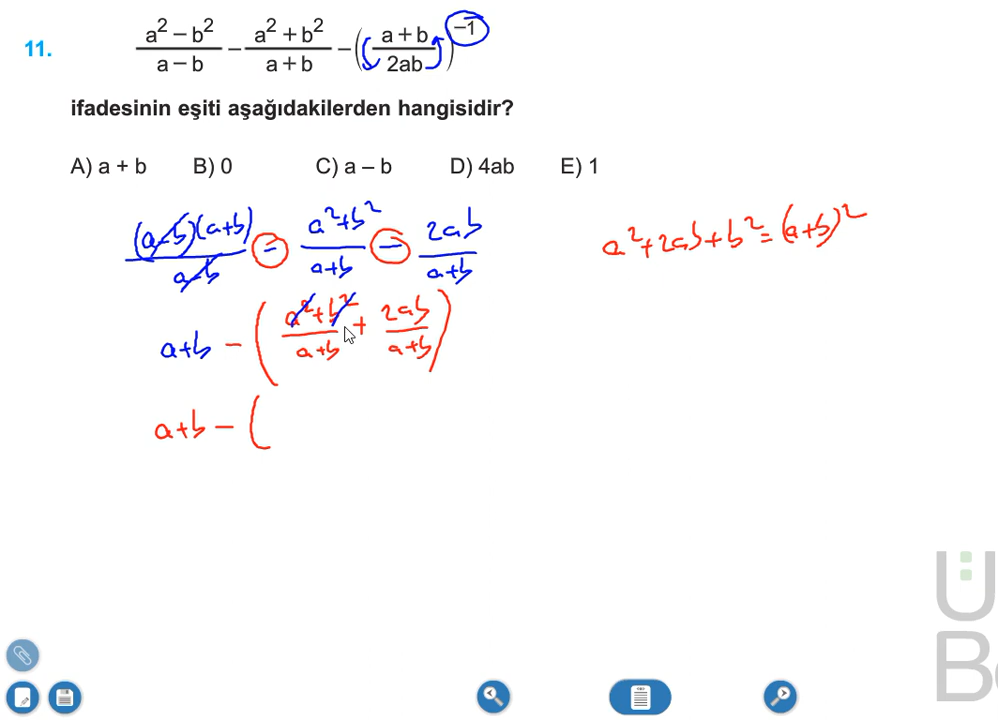 11. (a² − b²)/(a − b) − (a² + b²)/(a + b) − ((a + b)/(2ab))⁻¹
ifadesinin eşiti aşağıdakilerden hangisidir?
A) a + b B) 0 C) a − b D) 4ab E) 1
(a-b)(a+b)/(a-b) − (a²+b²)/(a+b) − 2ab/(a+b)
a²+2ab+b²=(a+b)²
a+b − ((a²+b²)/(a+b) + 2ab/(a+b))
a+b − (
Ü
B